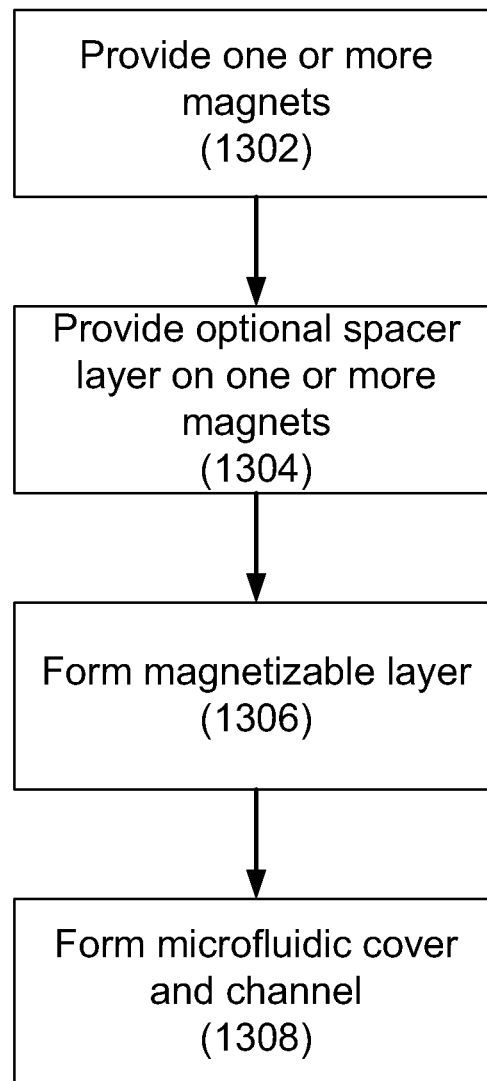 Provide one or more
magnets
(1302)
Provide optional spacer
layer on one or more
magnets
(1304)
Form magnetizable layer
(1306)
Form microfluidic cover
and channel
(1308)